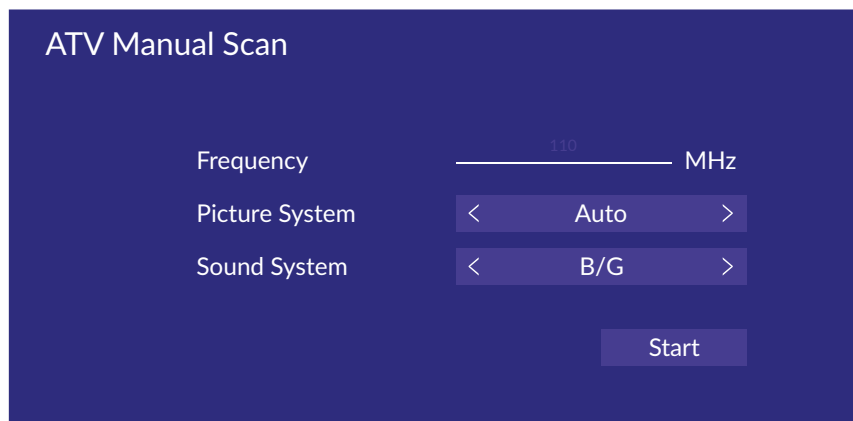 ATV Manual Scan
Frequency 110 MHz
Picture System < Auto >
Sound System < B/G >
Start